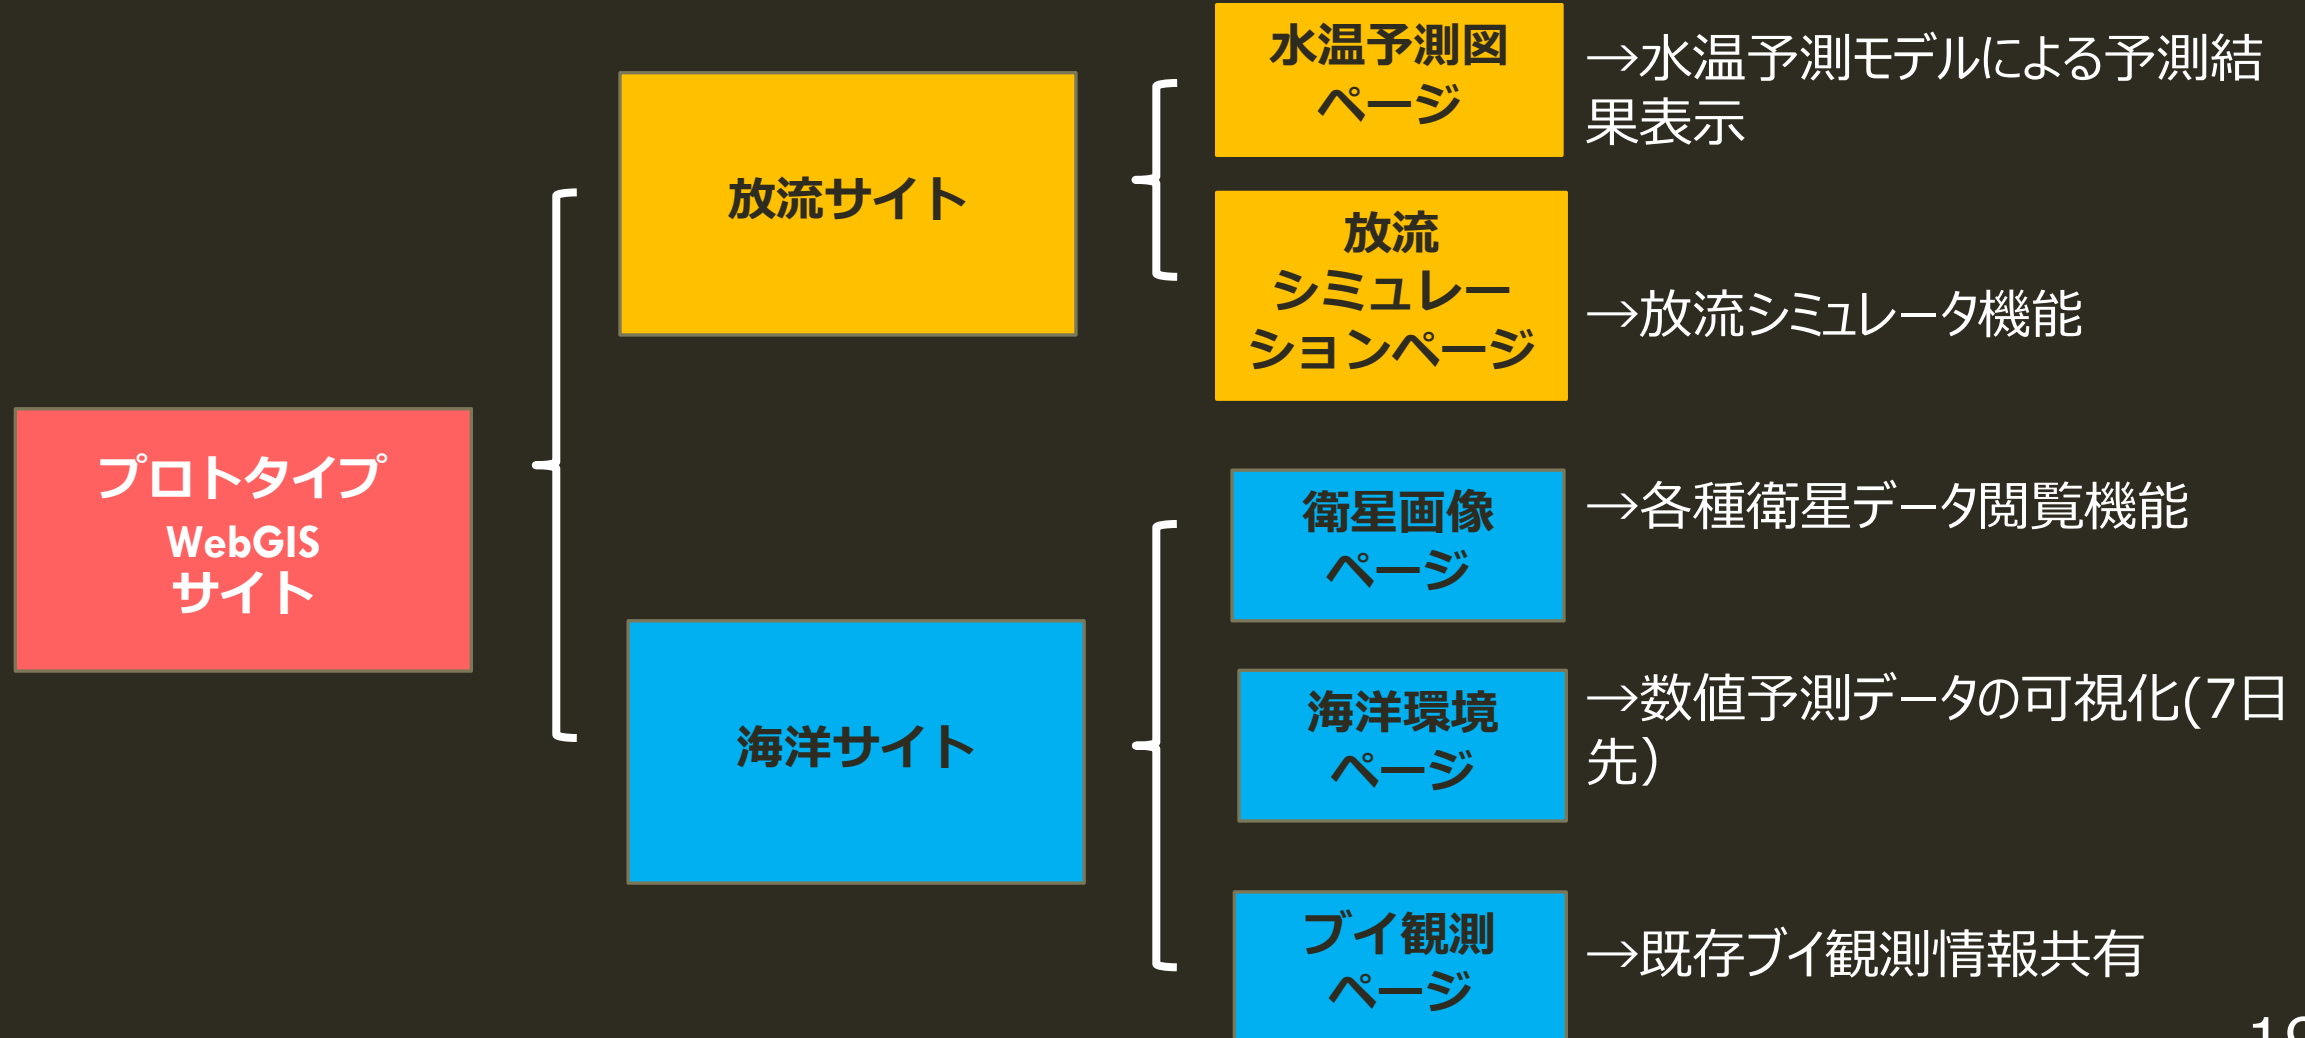 プロトタイプ
WebGIS
サイト
放流サイト
水温予測図
ページ
→水温予測モデルによる予測結
果表示
放流
シミュレー
ションページ
→放流シミュレータ機能
海洋サイト
衛星画像
ページ
→各種衛星データ閲覧機能
海洋環境
ページ
→数値予測データの可視化(7日
先）
ブイ観測
ページ
→既存ブイ観測情報共有